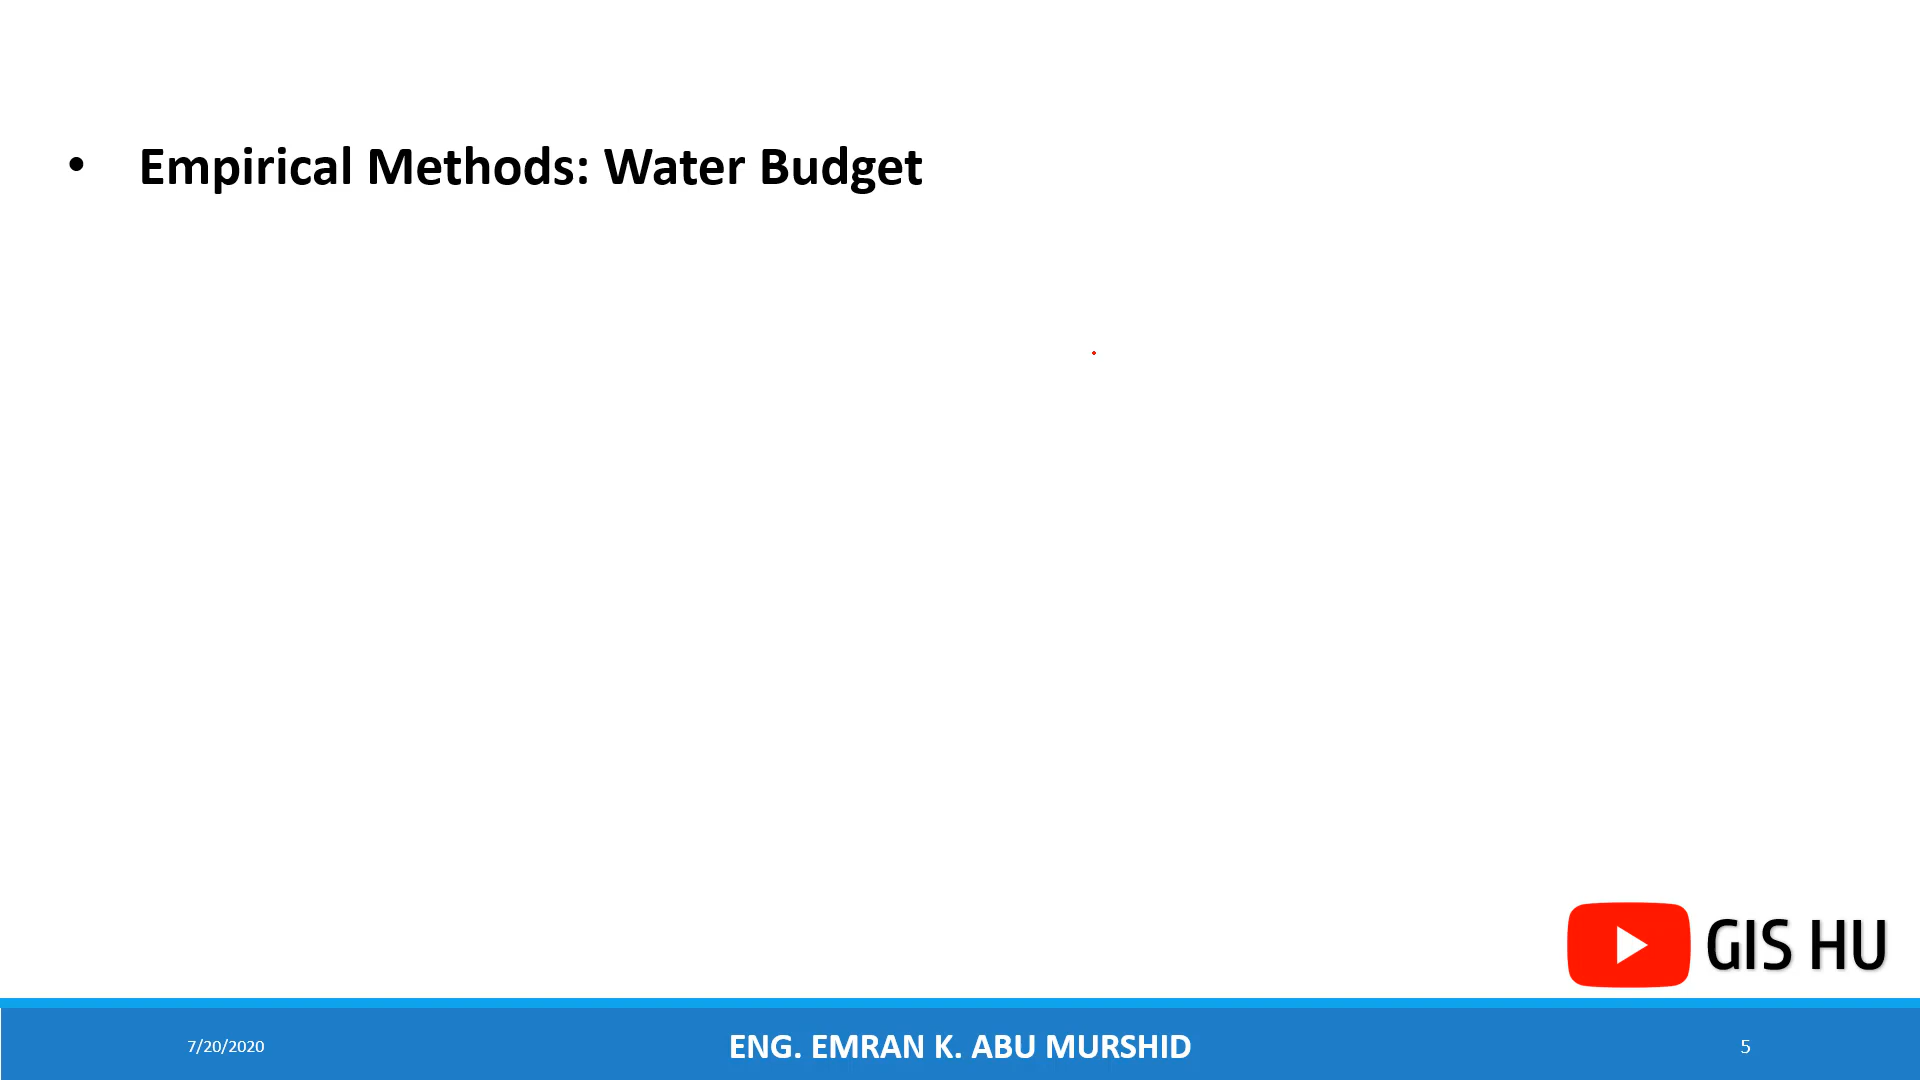 • Empirical Methods: Water Budget
GIS HU
7/20/2020
ENG. EMRAN K. ABU MURSHID
5